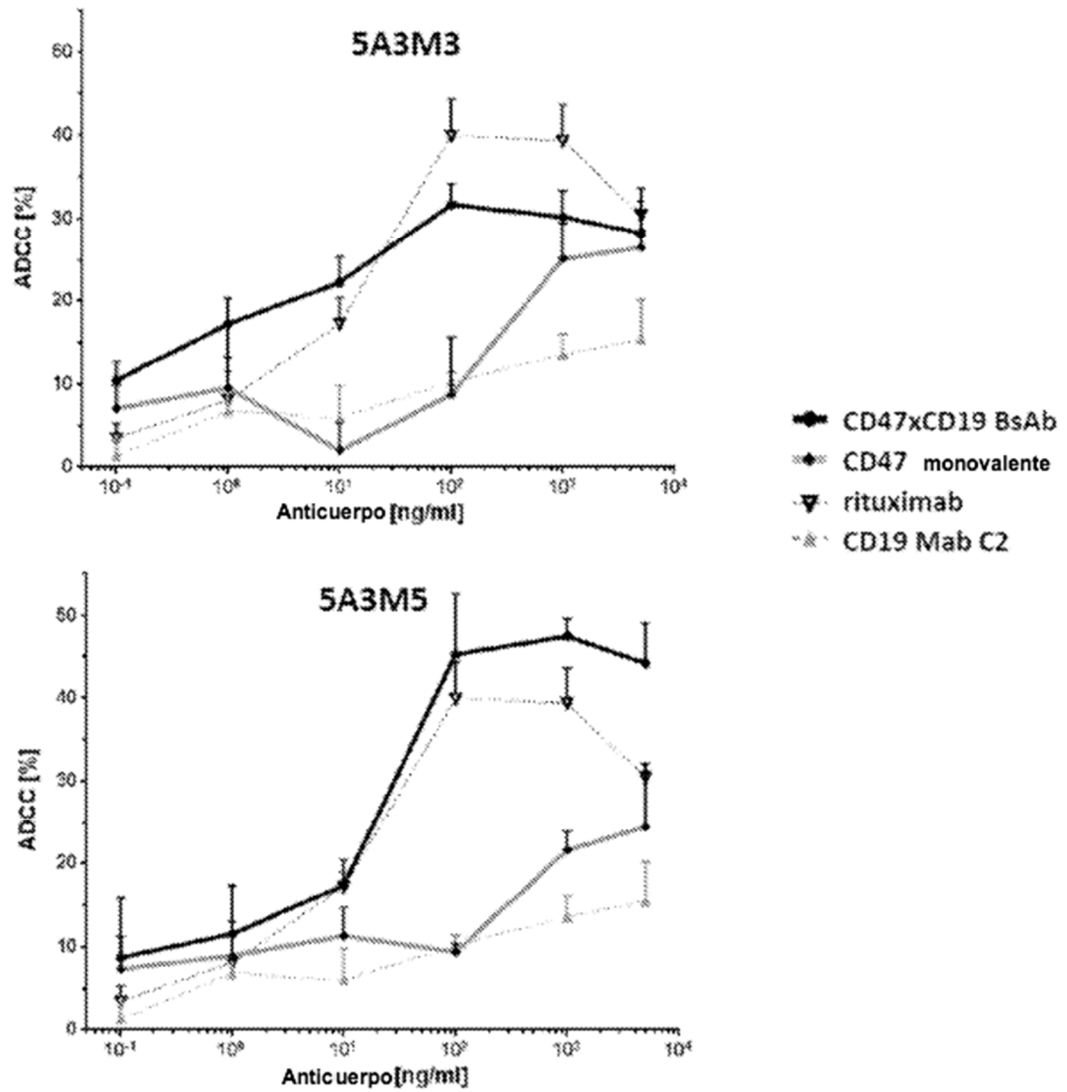 5A3M3
60
40
30
20
10
0
ADCC [%]
10⁻¹ 10⁰ 10¹ 10² 10³ 10⁴
Anticuerpo [ng/ml]
CD47xCD19 BsAb
CD47 monovalente
rituximab
CD19 Mab C2
5A3M5
50
40
30
20
10
0
ADCC [%]
10⁻¹ 10⁰ 10¹ 10² 10³ 10⁴
Anticuerpo [ng/ml]